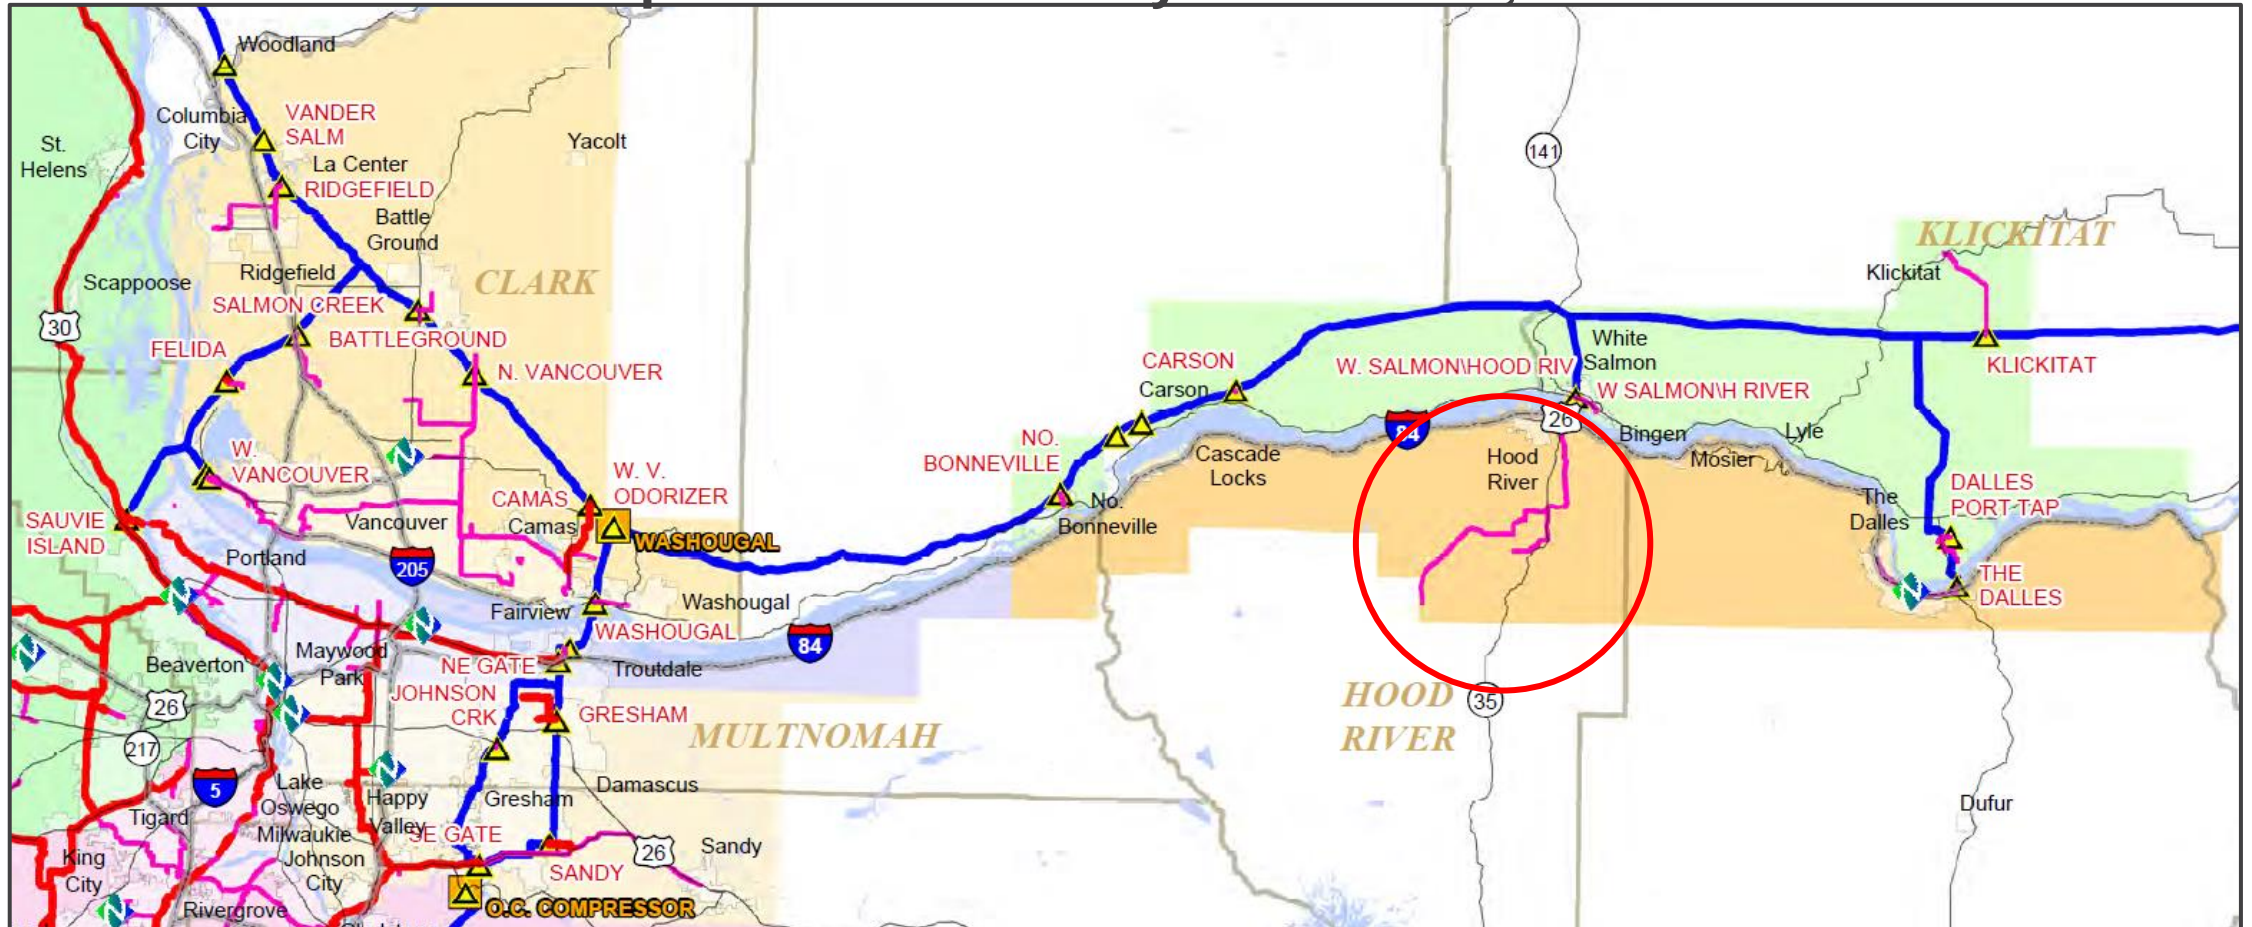 Woodland
Columbia
City
VANDER
SALM
St.
Helens
La Center
RIDGEFIELD
Yacolt
Battle
Ground
Scappoose
Ridgefield
CLARK
SALMON CREEK
30
BATTLEGROUND
FELIDA
N. VANCOUVER
W.
VANCOUVER
CAMAS
Camas
W. V.
ODORIZER
SAUVIE
ISLAND
Vancouver
WASHOUGAL
Portland
205
Fairview
Washougal
WASHOUGAL
84
Maywood
Park
Beaverton
NE GATE
Troutdale
JOHNSON
CRK
GRESHAM
26
217
MULTNOMAH
5
Lake
Oswego
Happy
Valley
Gresham
Damascus
Tigard
Milwaukie
SE GATE
26
Sandy
King
City
Johnson
City
SANDY
Rivergrove
O.C. COMPRESSOR
141
KLICKITAT
Klickitat
CARSON
Carson
W. SALMON\HOOD RIV
White
Salmon
W SALMON\H RIVER
KLICKITAT
NO.
BONNEVILLE
No.
Bonneville
Cascade
Locks
84
26
Hood
River
Bingen
Mosier
Lyle
The
Dalles
DALLES
PORT TAP
THE
DALLES
HOOD
RIVER
35
Dufur